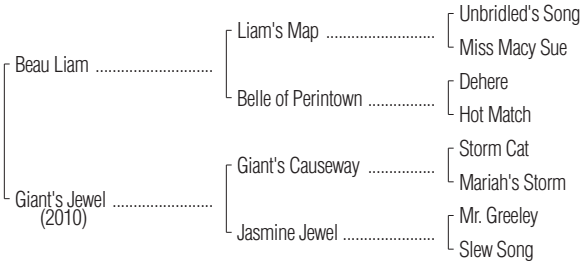 Unbridled's Song
Liam's Map ........................
Miss Macy Sue
Beau Liam ..........................
Dehere
Belle of Perintown ...............
Hot Match
Storm Cat
Giant's Causeway ...............
Mariah's Storm
Giant's Jewel ......................
(2010)
Mr. Greeley
Jasmine Jewel .....................
Slew Song